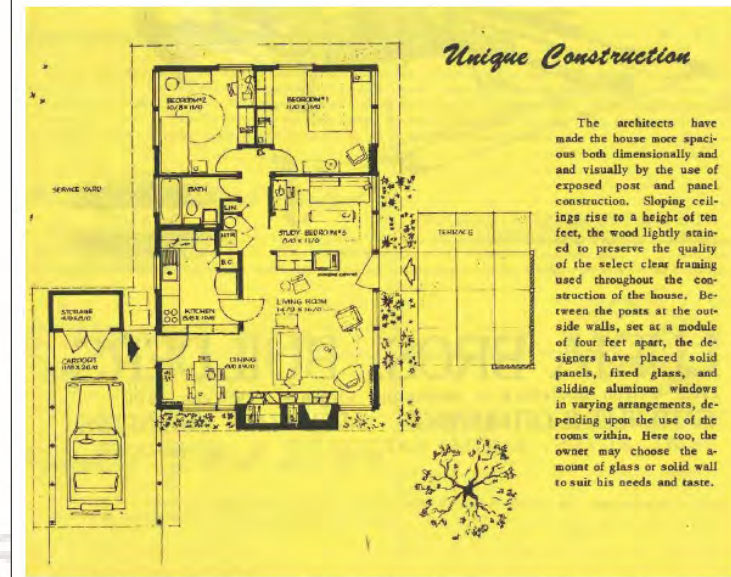 Unique Construction
The architects have
made the house more spaci-
ous both dimensionally and
and visually by the use of
exposed post and panel
construction. Sloping ceil-
ings rise to a height of ten
feet, the wood lightly stain-
ed to preserve the quality
of the select clear framing
used throughout the con-
struction of the house. Be-
tween the posts at the out-
side walls, set at a module
of four feet apart, the de-
signers have placed solid
panels, fixed glass, and
sliding aluminum windows
in varying arrangements, de-
pending upon the use of the
rooms within. Here too, the
owner may choose the a-
mount of glass or solid wall
to suit his needs and taste.
BEDROOM#2
BEDROOM#1
SERVICE YARD
BATH
LIN
STUDY-BEDROOM#3
HTR
B.C.
TERRACE
KITCHEN
LIVING ROOM
STORAGE
CARPORT
DINING